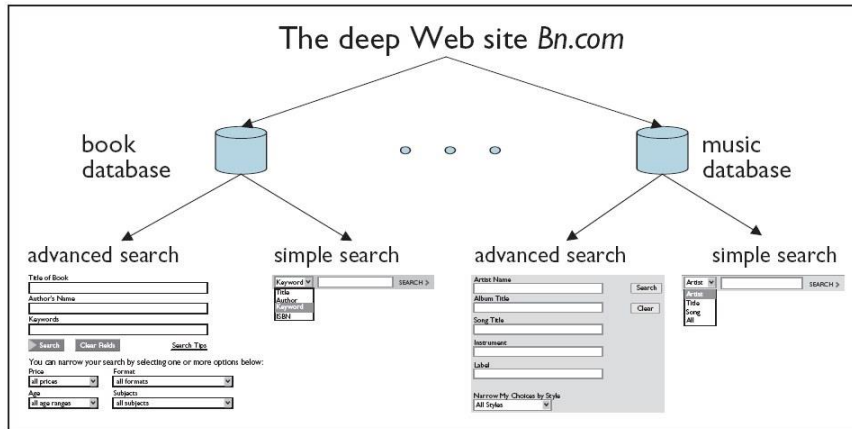 The deep Web site Bn.com
book
database
music
database
advanced search
Title of Book
Author's Name
Keywords
Search Clear Fields Search Tips
You can narrow your search by selecting one or more options below:
Price Format
all prices all formats
Age Subjects
all age ranges all subjects
simple search
Keyword SEARCH >
Title
Author
Keyword
ISBN
advanced search
Artist Name
Search
Album Title
Clear
Song Title
Instrument
Label
Narrow My Choices by Style
All Styles
simple search
Artist SEARCH >
Artist
Title
Song
All